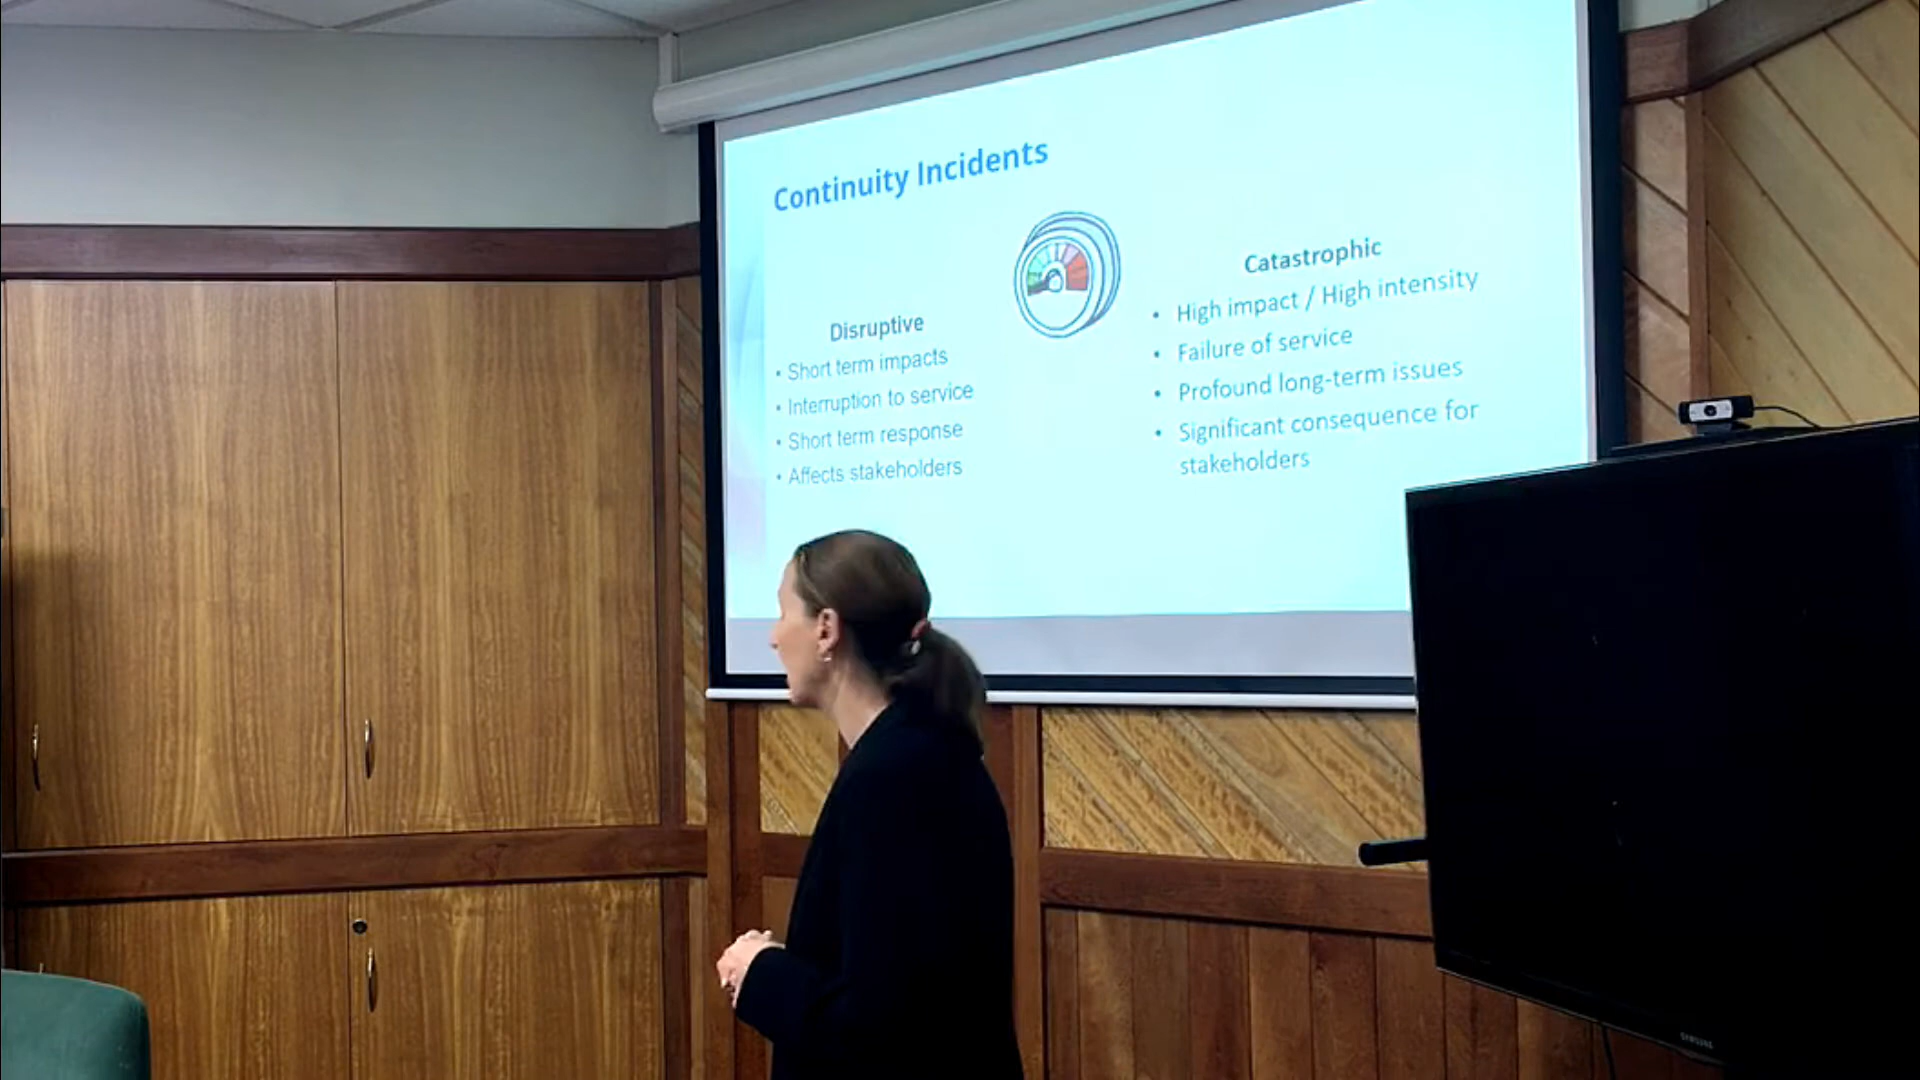 Continuity Incidents
Disruptive
• Short term impacts
• Interruption to service
• Short term response
• Affects stakeholders
Catastrophic
• High impact / High intensity
• Failure of service
• Profound long-term issues
• Significant consequence for
stakeholders
SAMSUNG